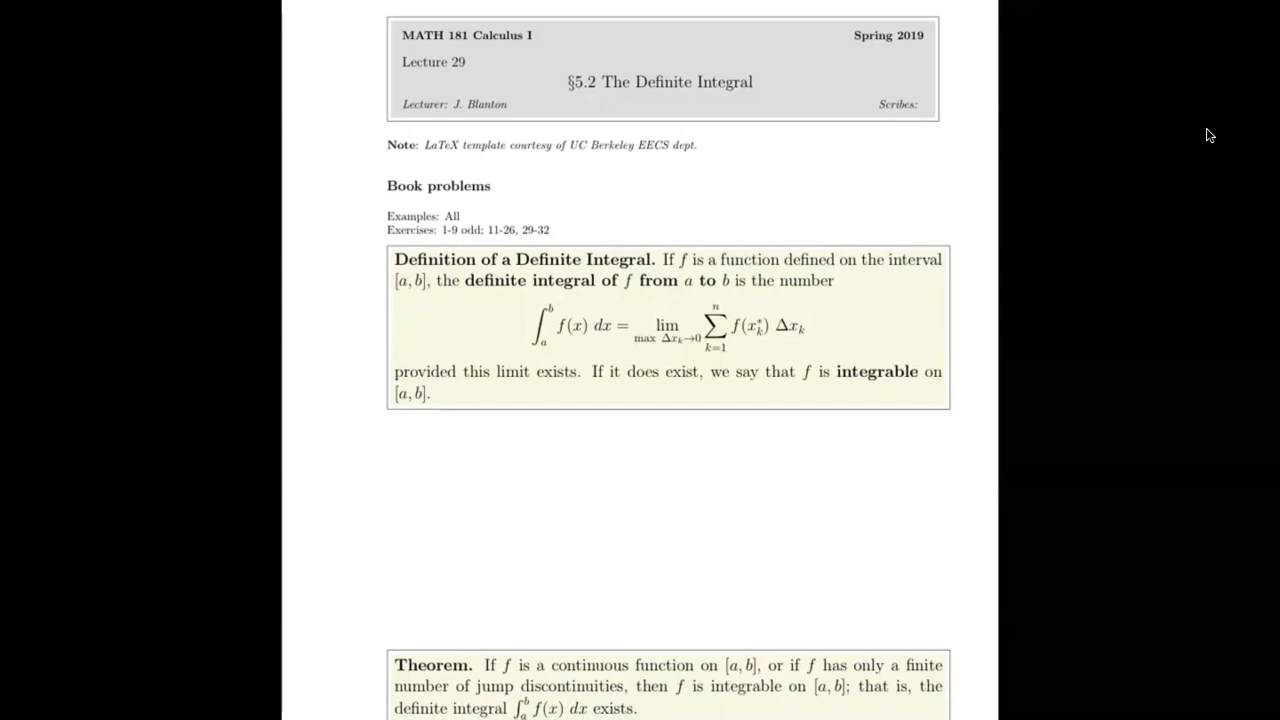 MATH 181 Calculus I Spring 2019
Lecture 29
§5.2 The Definite Integral
Lecturer: J. Blanton Scribes:
Note: LaTeX template courtesy of UC Berkeley EECS dept.
Book problems
Examples: All
Exercises: 1-9 odd; 11-26, 29-32
Definition of a Definite Integral. If f is a function defined on the interval
[a, b], the definite integral of f from a to b is the number
∫_a^b f(x) dx = lim_{max Δx_k→0} ∑_{k=1}^n f(x_k^*) Δx_k
provided this limit exists. If it does exist, we say that f is integrable on
[a, b].
Theorem. If f is a continuous function on [a, b], or if f has only a finite
number of jump discontinuities, then f is integrable on [a, b]; that is, the
definite integral ∫_a^b f(x) dx exists.